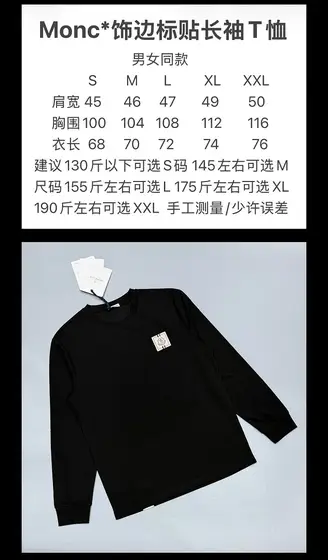 Monc*饰边标贴长袖T恤
男女同款
S M L XL XXL
肩宽 45 46 47 49 50
胸围 100 104 108 112 116
衣长 68 70 72 74 76
建议130斤以下可选S码 145左右可选M
尺码155斤左右可选L 175斤左右可选XL
190斤左右可选XXL 手工测量/少许误差